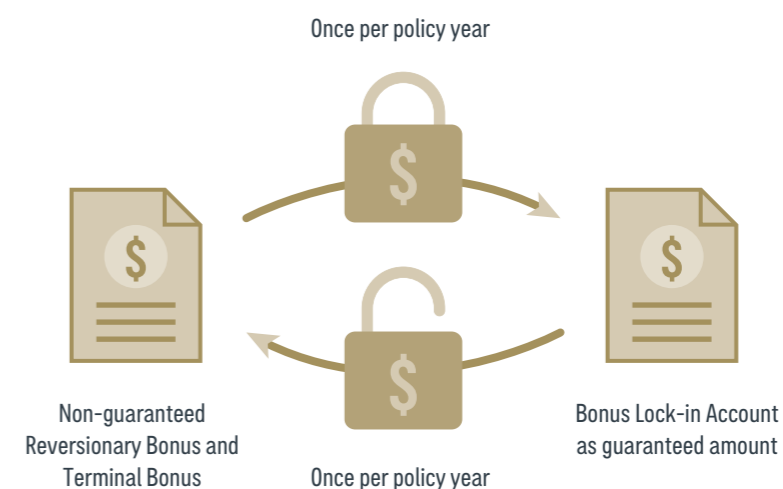 Once per policy year
$
$
$
Non-guaranteed
Reversionary Bonus and
Terminal Bonus
$
Bonus Lock-in Account
as guaranteed amount
Once per policy year